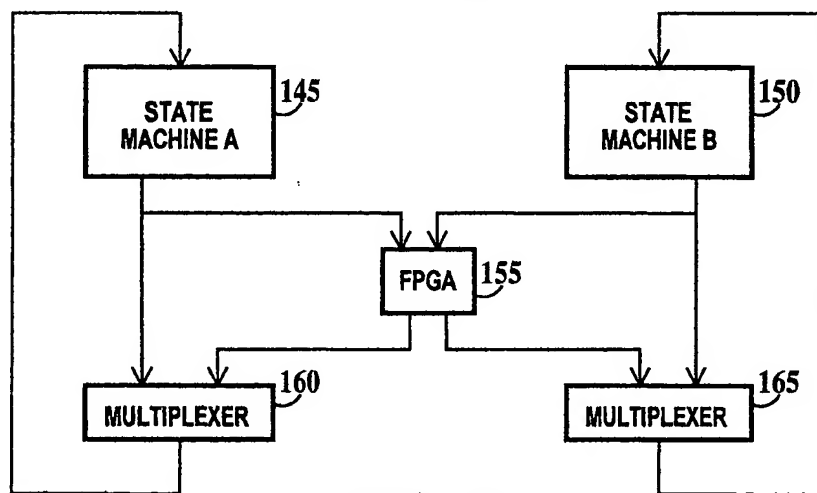 STATE
MACHINE A
145
STATE
MACHINE B
150
FPGA
155
MULTIPLEXER
160
MULTIPLEXER
165